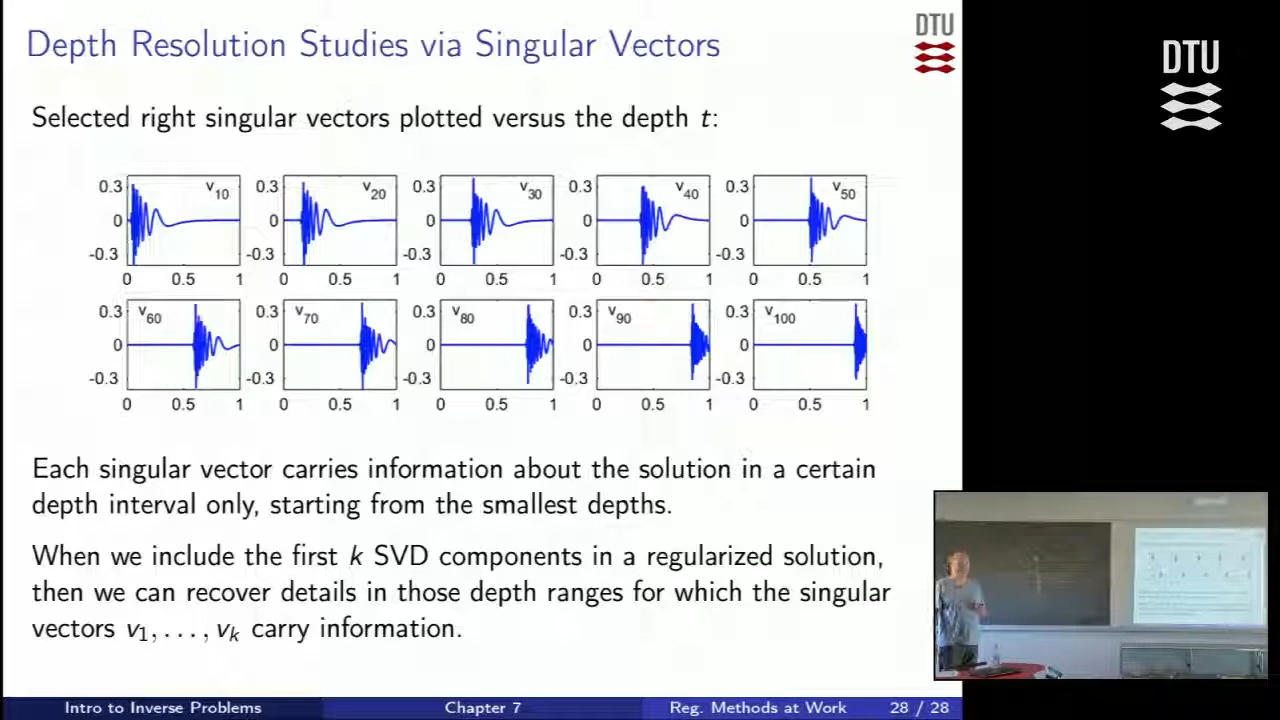 Depth Resolution Studies via Singular Vectors
DTU
DTU
Selected right singular vectors plotted versus the depth t:
0.3 0 -0.3 v10 0 0.5 1
0.3 0 -0.3 v20 0 0.5 1
0.3 0 -0.3 v30 0 0.5 1
0.3 0 -0.3 v40 0 0.5 1
0.3 0 -0.3 v50 0 0.5 1
0.3 0 -0.3 v60 0 0.5 1
0.3 0 -0.3 v70 0 0.5 1
0.3 0 -0.3 v80 0 0.5 1
0.3 0 -0.3 v90 0 0.5 1
0.3 0 -0.3 v100 0 0.5 1
Each singular vector carries information about the solution in a certain
depth interval only, starting from the smallest depths.
When we include the first k SVD components in a regularized solution,
then we can recover details in those depth ranges for which the singular
vectors v1, . . . , vk carry information.
Intro to Inverse Problems Chapter 7 Reg. Methods at Work 28 / 28